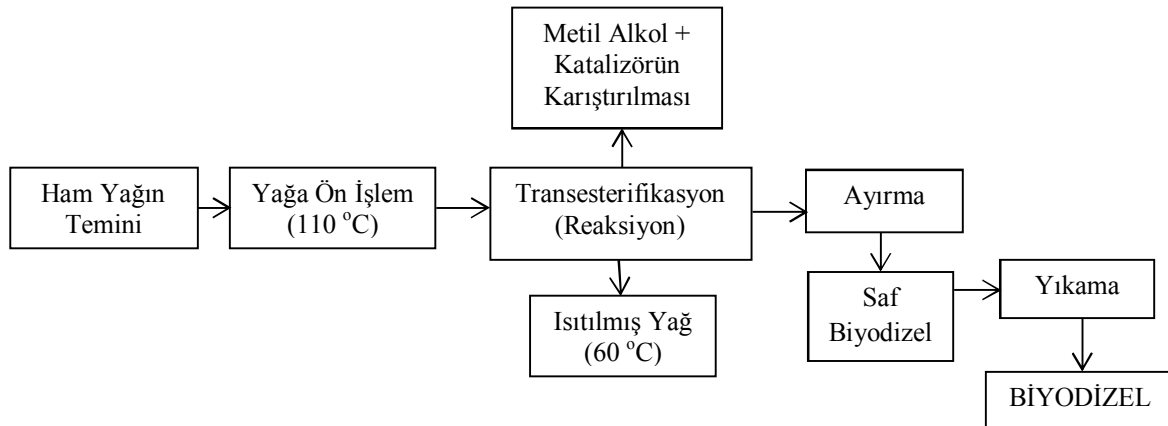 Metil Alkol +
Katalizörün
Karıştırılması
Ham Yağın
Temini
Yağa Ön İşlem
(110 °C)
Transesterifikasyon
(Reaksiyon)
Ayırma
Isıtılmış Yağ
(60 °C)
Saf
Biyodizel
Yıkama
BİYODİZEL